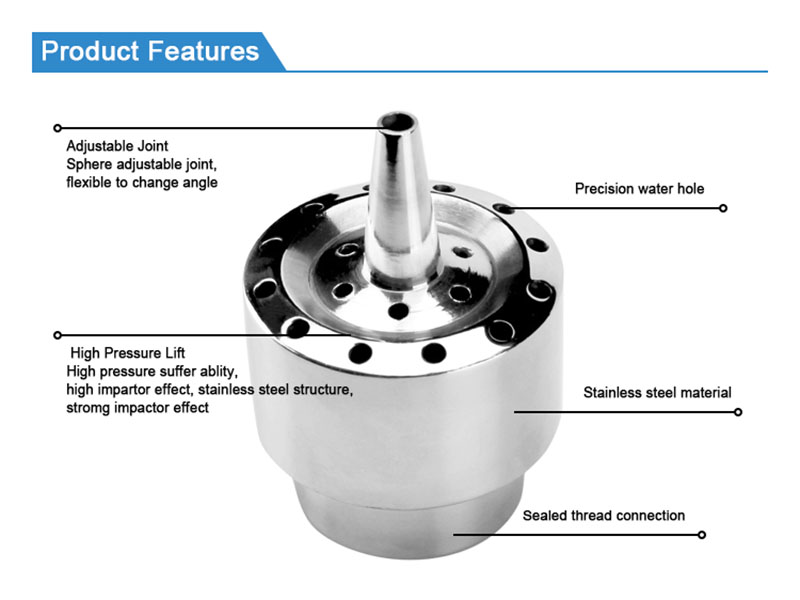 Product Features
Adjustable Joint
Sphere adjustable joint,
flexible to change angle
Precision water hole
High Pressure Lift
High pressure suffer ablity,
high impartor effect, stainless steel structure,
stromg impactor effect
Stainless steel material
Sealed thread connection